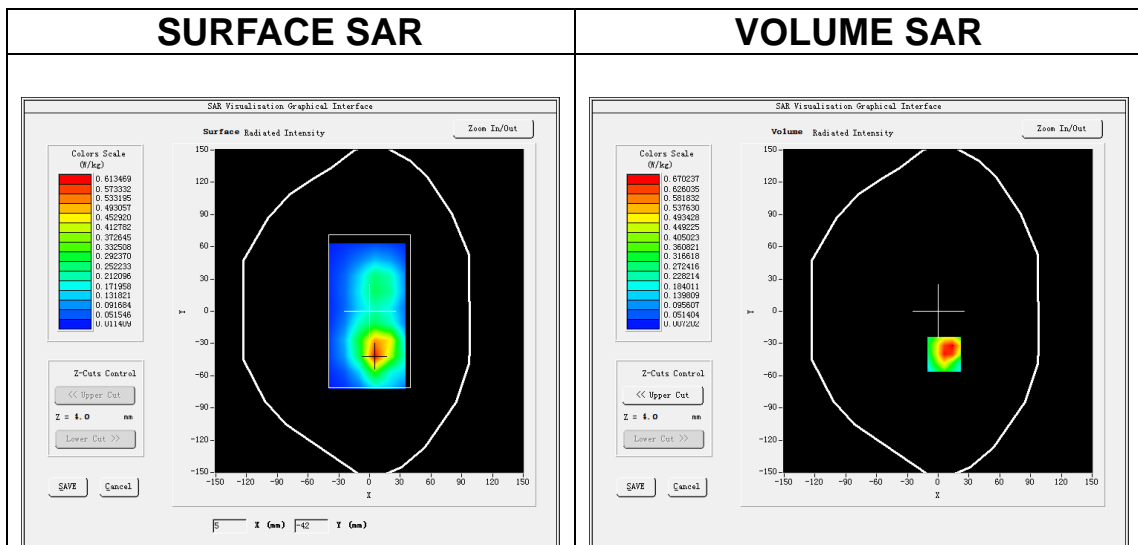 SURFACE SAR
VOLUME SAR
SAR Visualisation Graphical Interface
Surface Radiated Intensity
Zoom In/Out
Colors Scale
(W/kg)
0.613469
0.573332
0.533195
0.493057
0.452920
0.412782
0.372645
0.332508
0.292370
0.252233
0.212096
0.171958
0.131821
0.091684
0.051546
0.011409
150
120
90
60
30
0
-30
-60
-90
-120
-150
Y
-150 -120 -90 -60 -30 0 30 60 90 120 150
X
Z-Cuts Control
<< Upper Cut
Z = 4.0 mm
Lower Cut >>
SAVE Cancel
5 X (mm) -42 Y (mm)
SAR Visualisation Graphical Interface
Volume Radiated Intensity
Zoom In/Out
Colors Scale
(W/kg)
0.670237
0.626035
0.581832
0.537630
0.493428
0.449225
0.405023
0.360821
0.316618
0.272416
0.228214
0.184011
0.139809
0.095607
0.051404
0.007202
150
120
90
60
30
0
-30
-60
-90
-120
-150
Y
-150 -120 -90 -60 -30 0 30 60 90 120 150
X
Z-Cuts Control
<< Upper Cut
Z = 4.0 mm
Lower Cut >>
SAVE Cancel